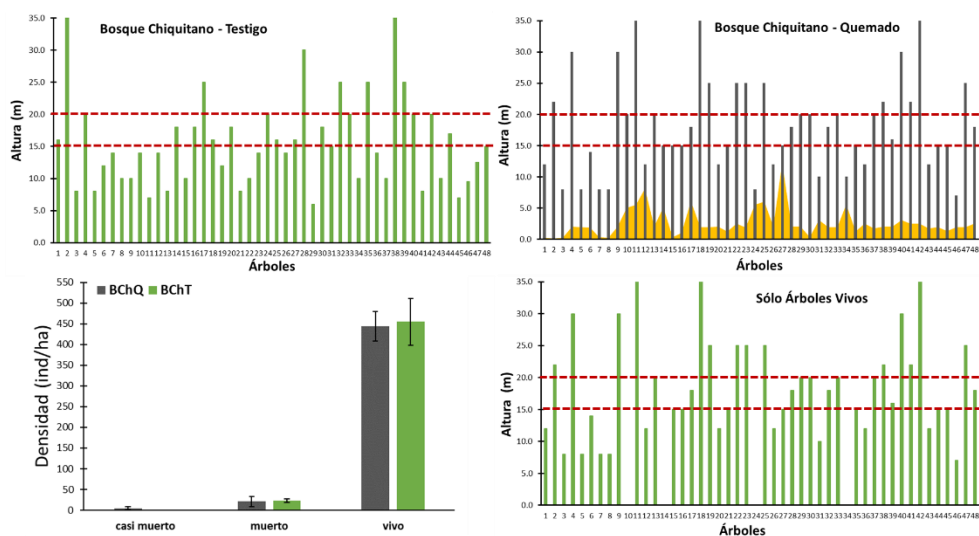 Bosque Chiquitano - Testigo
Altura (m)
35.0
30.0
25.0
20.0
15.0
10.0
5.0
0.0
1 2 3 4 5 6 7 8 9 10 11 12 13 14 15 16 17 18 19 20 21 22 23 24 25 26 27 28 29 30 31 32 33 34 35 36 37 38 39 40 41 42 43 44 45 46 47 48
Árboles
Bosque Chiquitano - Quemado
Altura (m)
35.0
30.0
25.0
20.0
15.0
10.0
5.0
0.0
1 2 3 4 5 6 7 8 9 10 11 12 13 14 15 16 17 18 19 20 21 22 23 24 25 26 27 28 29 30 31 32 33 34 35 36 37 38 39 40 41 42 43 44 45 46 47 48
Árboles
BChQ BChT
Densidad (ind/ha)
550
500
450
400
350
300
250
200
150
100
50
0
casi muerto muerto vivo
Sólo Árboles Vivos
Altura (m)
35.0
30.0
25.0
20.0
15.0
10.0
5.0
0.0
1 2 3 4 5 6 7 8 9 10 11 12 13 14 15 16 17 18 19 20 21 22 23 24 25 26 27 28 29 30 31 32 33 34 35 36 37 38 39 40 41 42 43 44 45 46 47 48
Árboles